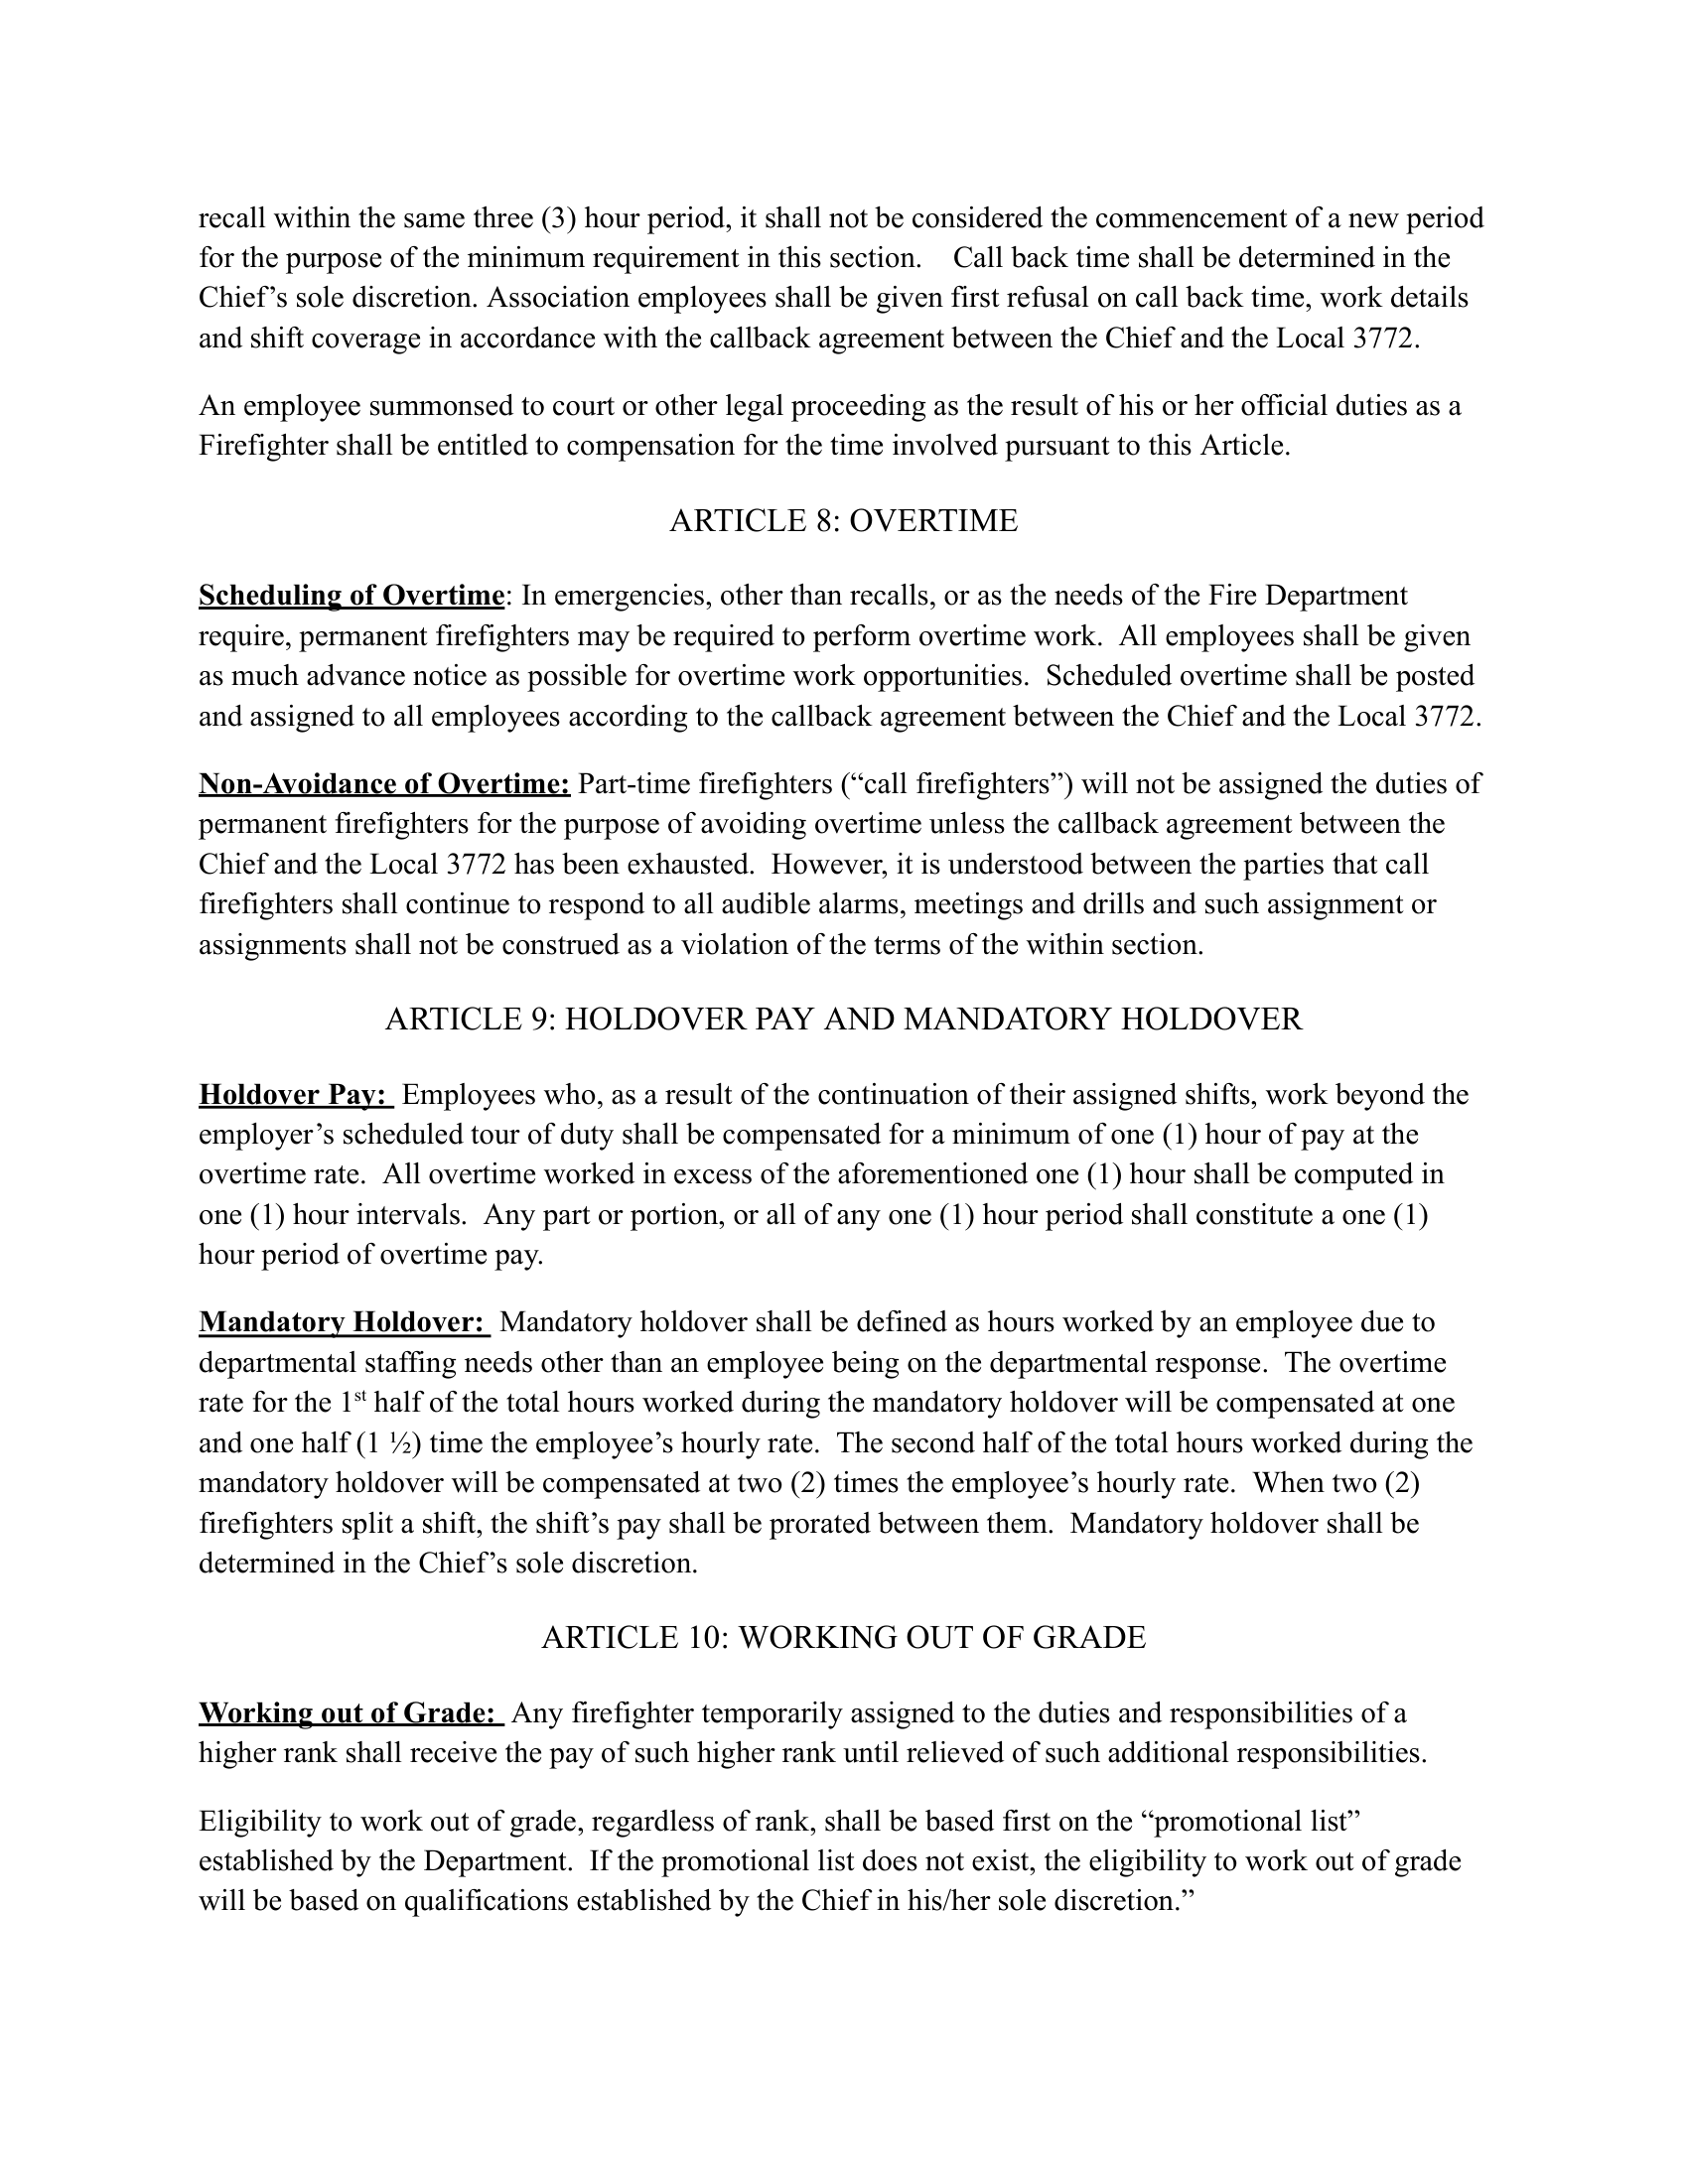 recall within the same three (3) hour period, it shall not be considered the commencement of a new period
for the purpose of the minimum requirement in this section.    Call back time shall be determined in the
Chief’s sole discretion. Association employees shall be given first refusal on call back time, work details
and shift coverage in accordance with the callback agreement between the Chief and the Local 3772.
An employee summonsed to court or other legal proceeding as the result of his or her official duties as a
Firefighter shall be entitled to compensation for the time involved pursuant to this Article.
ARTICLE 8: OVERTIME
Scheduling of Overtime: In emergencies, other than recalls, or as the needs of the Fire Department
require, permanent firefighters may be required to perform overtime work.  All employees shall be given
as much advance notice as possible for overtime work opportunities.  Scheduled overtime shall be posted
and assigned to all employees according to the callback agreement between the Chief and the Local 3772.
Non-Avoidance of Overtime: Part-time firefighters (“call firefighters”) will not be assigned the duties of
permanent firefighters for the purpose of avoiding overtime unless the callback agreement between the
Chief and the Local 3772 has been exhausted.  However, it is understood between the parties that call
firefighters shall continue to respond to all audible alarms, meetings and drills and such assignment or
assignments shall not be construed as a violation of the terms of the within section.
ARTICLE 9: HOLDOVER PAY AND MANDATORY HOLDOVER
Holdover Pay:  Employees who, as a result of the continuation of their assigned shifts, work beyond the
employer’s scheduled tour of duty shall be compensated for a minimum of one (1) hour of pay at the
overtime rate.  All overtime worked in excess of the aforementioned one (1) hour shall be computed in
one (1) hour intervals.  Any part or portion, or all of any one (1) hour period shall constitute a one (1)
hour period of overtime pay.
Mandatory Holdover:  Mandatory holdover shall be defined as hours worked by an employee due to
departmental staffing needs other than an employee being on the departmental response.  The overtime
rate for the 1st half of the total hours worked during the mandatory holdover will be compensated at one
and one half (1 ½) time the employee’s hourly rate.  The second half of the total hours worked during the
mandatory holdover will be compensated at two (2) times the employee’s hourly rate.  When two (2)
firefighters split a shift, the shift’s pay shall be prorated between them.  Mandatory holdover shall be
determined in the Chief’s sole discretion.
ARTICLE 10: WORKING OUT OF GRADE
Working out of Grade:  Any firefighter temporarily assigned to the duties and responsibilities of a
higher rank shall receive the pay of such higher rank until relieved of such additional responsibilities.
Eligibility to work out of grade, regardless of rank, shall be based first on the “promotional list”
established by the Department.  If the promotional list does not exist, the eligibility to work out of grade
will be based on qualifications established by the Chief in his/her sole discretion.”